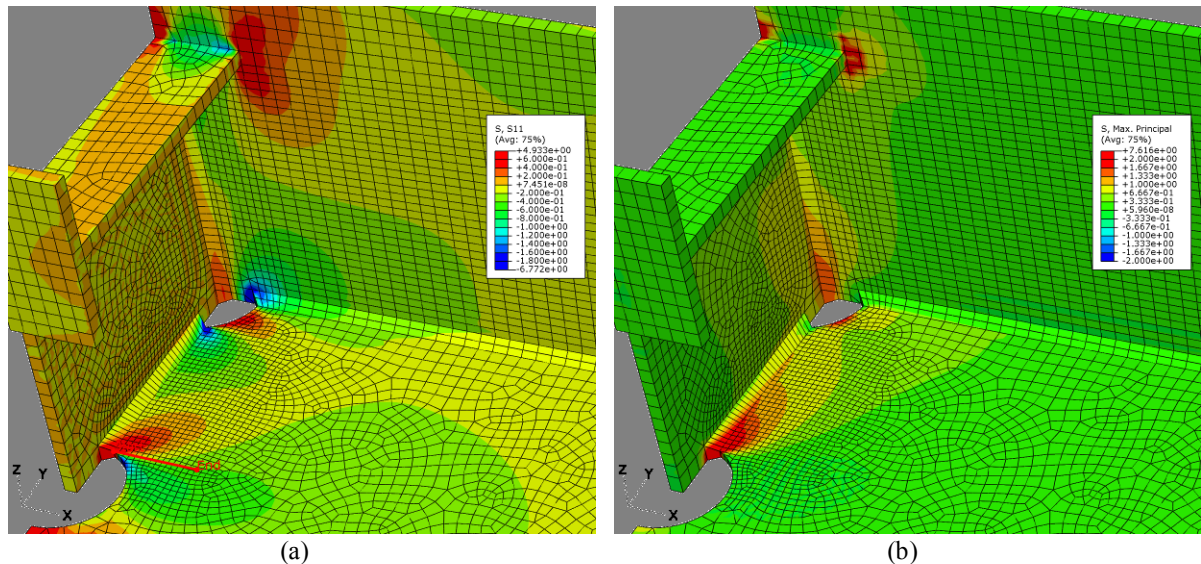 S, S11
(Avg: 75%)
+4.933e+00
+6.000e-01
+4.000e-01
+2.000e-01
+7.451e-08
-2.000e-01
-4.000e-01
-6.000e-01
-8.000e-01
-1.000e+00
-1.200e+00
-1.400e+00
-1.600e+00
-1.800e+00
-6.772e+00
End
Z
Y
X
(a)
S, Max. Principal
(Avg: 75%)
+7.616e+00
+2.000e+00
+1.667e+00
+1.333e+00
+1.000e+00
+6.667e-01
+3.333e-01
+5.960e-08
-3.333e-01
-6.667e-01
-1.000e+00
-1.333e+00
-1.667e+00
-2.000e+00
Z
Y
X
(b)